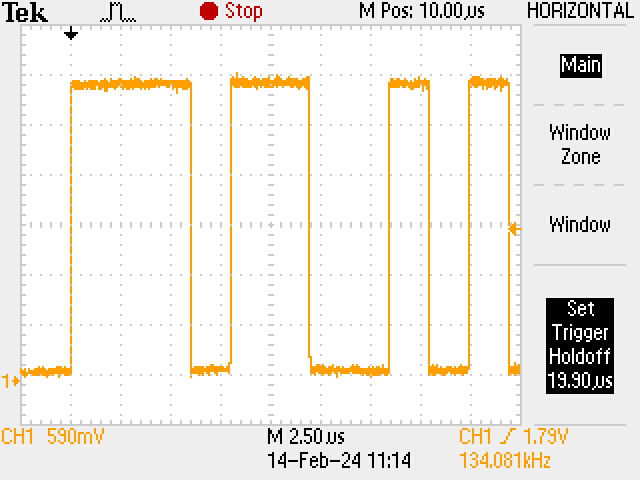 Tek Stop M Pos: 10.00µs HORIZONTAL
Main
Window
Zone
Window
Set
Trigger
Holdoff
19.90µs
1
CH1 590mV M 2.50µs CH1 1.79V
14-Feb-24 11:14 134.081kHz